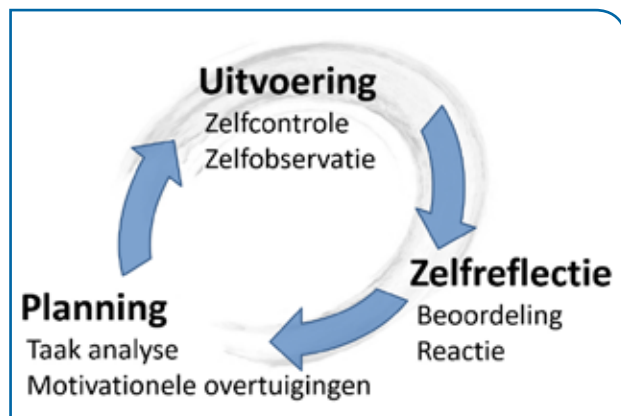 Uitvoering
Zelfcontrole
Zelfobservatie
Zelfreflectie
Beoordeling
Reactie
Planning
Taak analyse
Motivationele overtuigingen